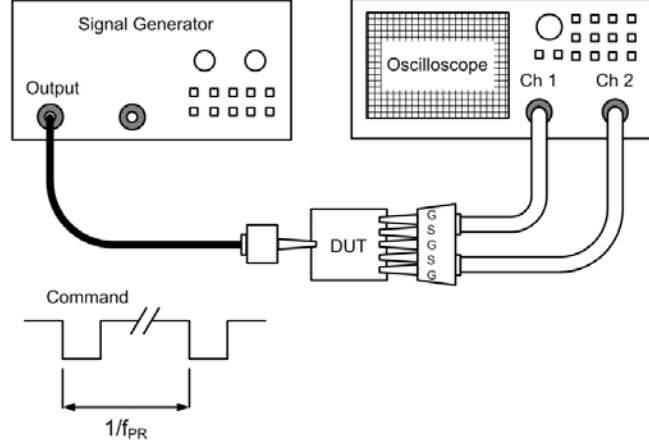 Signal Generator
Output
Oscilloscope
Ch 1
Ch 2
DUT
G
S
G
S
G
Command
1/fPR